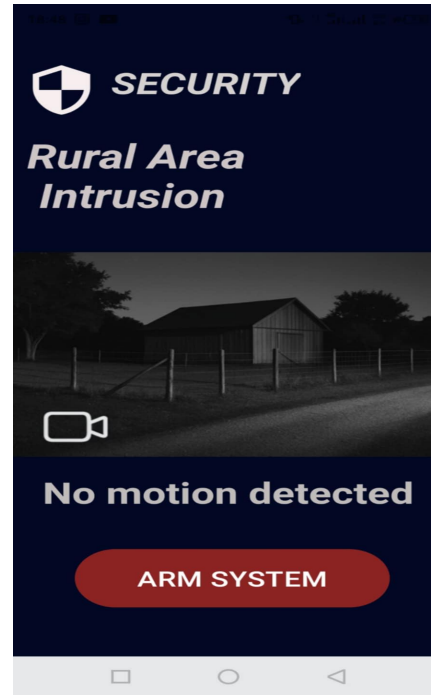 SECURITY
Rural Area
Intrusion
No motion detected
ARM SYSTEM